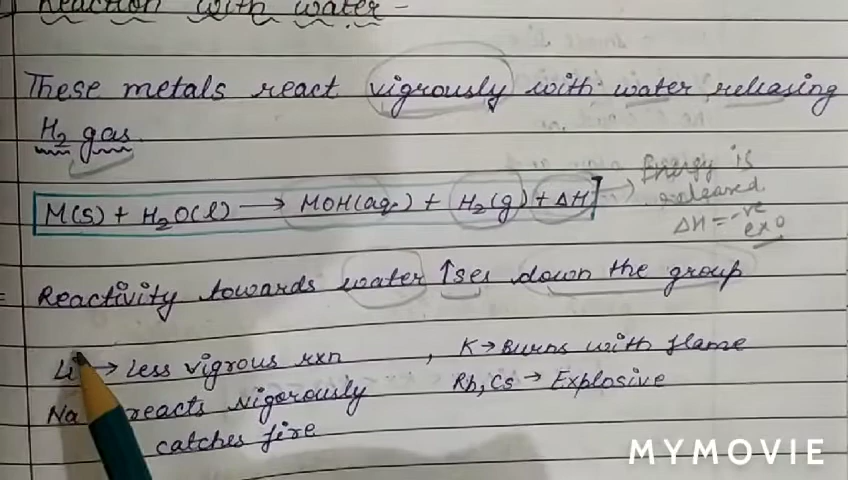 Reaction with water -
These metals react vigrously with water releasing
H2 gas
M(s) + H2O(l) → MOH(aq.) + H2(g) + ΔH → Energy is
released
ΔH = -ve
exo
= Reactivity towards water ↑ses down the group
Li → Less vigrous rxn , K → Burns with flame
Na reacts vigorously Rb, Cs → Explosive
catches fire
MYMOVIE